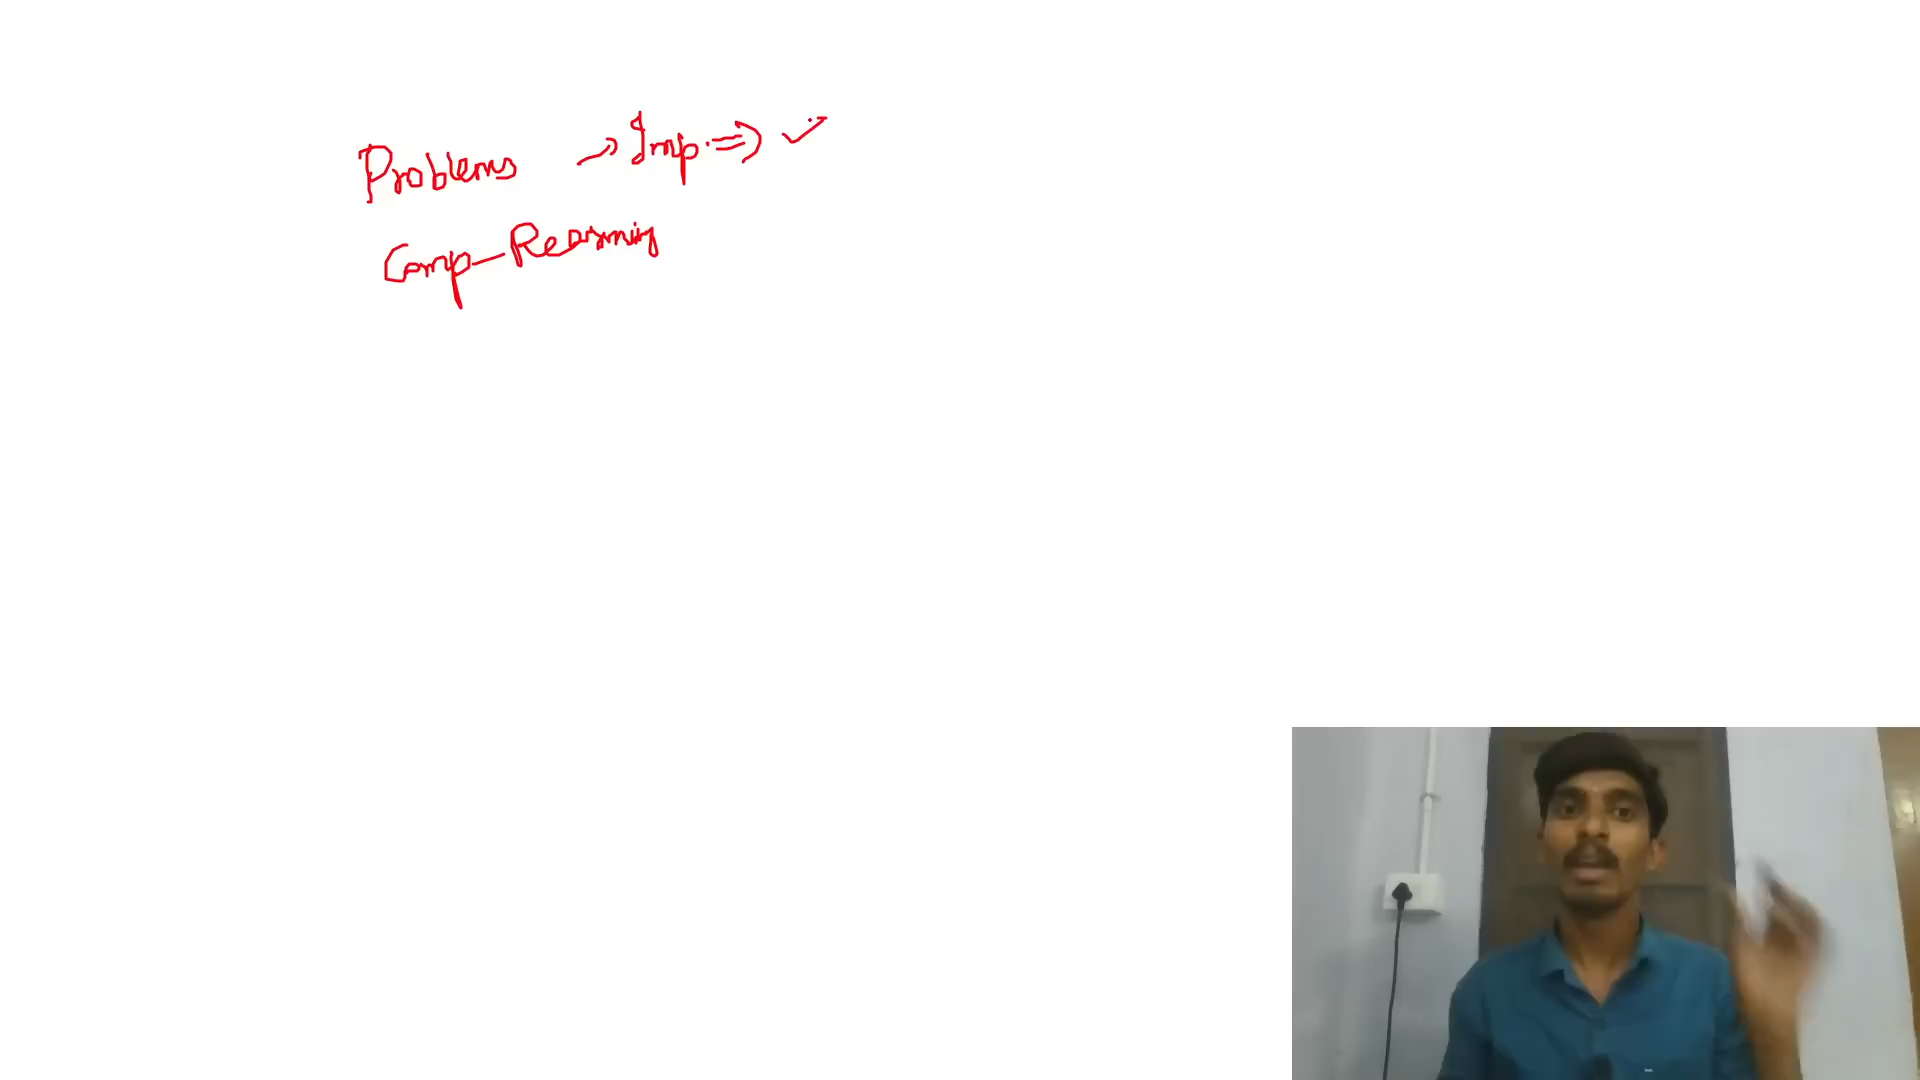 Problems → Imp. ⇒ ✓
Comp - Reasoning